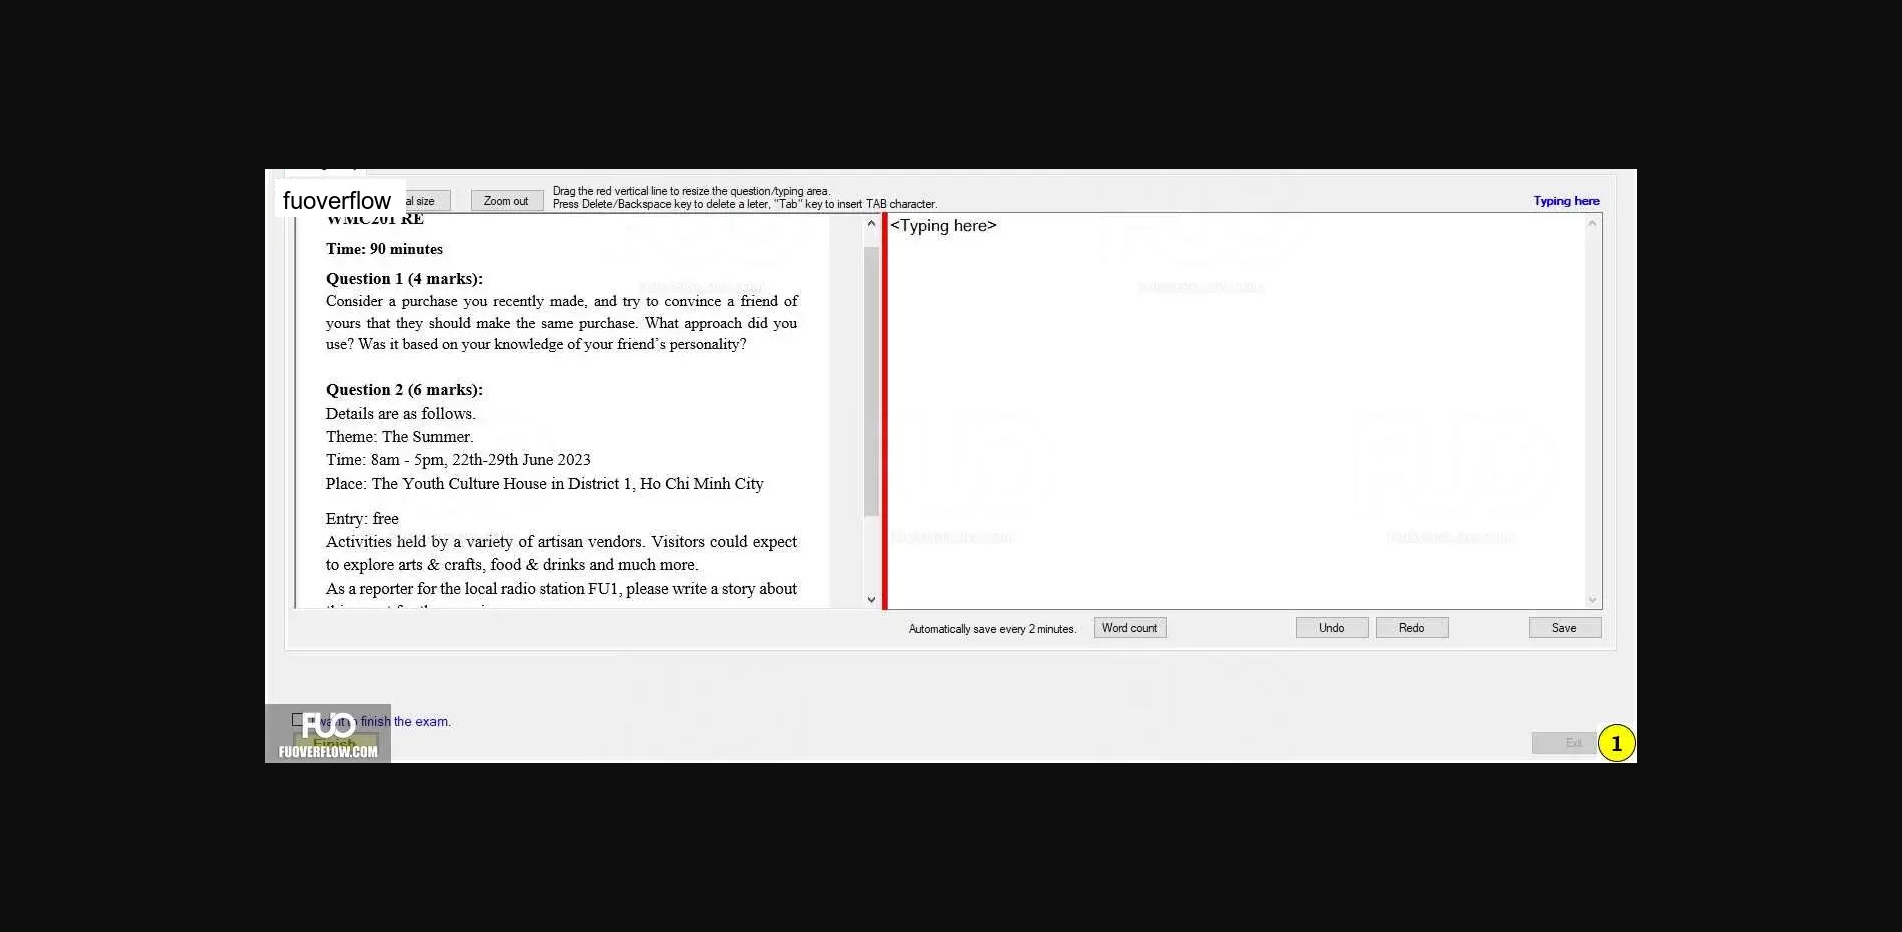 fuoverflow
al size
Zoom out
Drag the red vertical line to resize the question/typing area.
Press Delete/Backspace key to delete a leter, "Tab" key to insert TAB character.
Typing here
WMC201 RE
Time: 90 minutes
Question 1 (4 marks):
Consider a purchase you recently made, and try to convince a friend of
yours that they should make the same purchase. What approach did you
use? Was it based on your knowledge of your friend's personality?
Question 2 (6 marks):
Details are as follows.
Theme: The Summer.
Time: 8am - 5pm, 22th-29th June 2023
Place: The Youth Culture House in District 1, Ho Chi Minh City
Entry: free
Activities held by a variety of artisan vendors. Visitors could expect
to explore arts & crafts, food & drinks and much more.
As a reporter for the local radio station FU1, please write a story about
<Typing here>
Automatically save every 2 minutes.
Word count
Undo
Redo
Save
I want to finish the exam.
Finish
FUO
FUOVERFLOW.COM
Exit
1